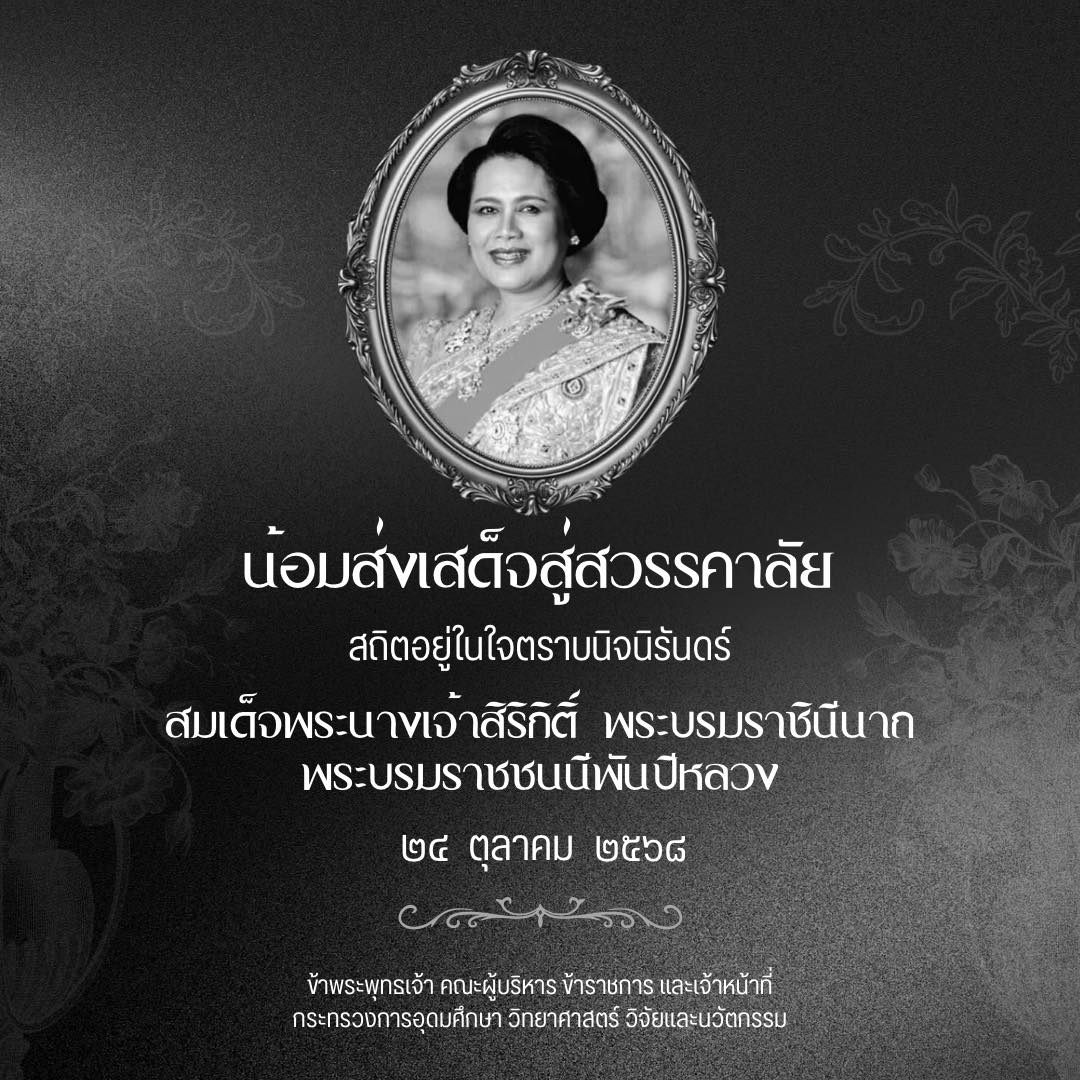 น้อมส่งเสด็จสู่สวรรคาลัย
สถิตอยู่ในใจตราบนิจนิรันดร์
สมเด็จพระนางเจ้าสิริกิติ์ พระบรมราชินีนาถ
พระบรมราชชนนีพันปีหลวง
๒๔ ตุลาคม ๒๕๖๘
ข้าพระพุทธเจ้า คณะผู้บริหาร ข้าราชการ และเจ้าหน้าที่
กระทรวงการอุดมศึกษา วิทยาศาสตร์ วิจัยและนวัตกรรม